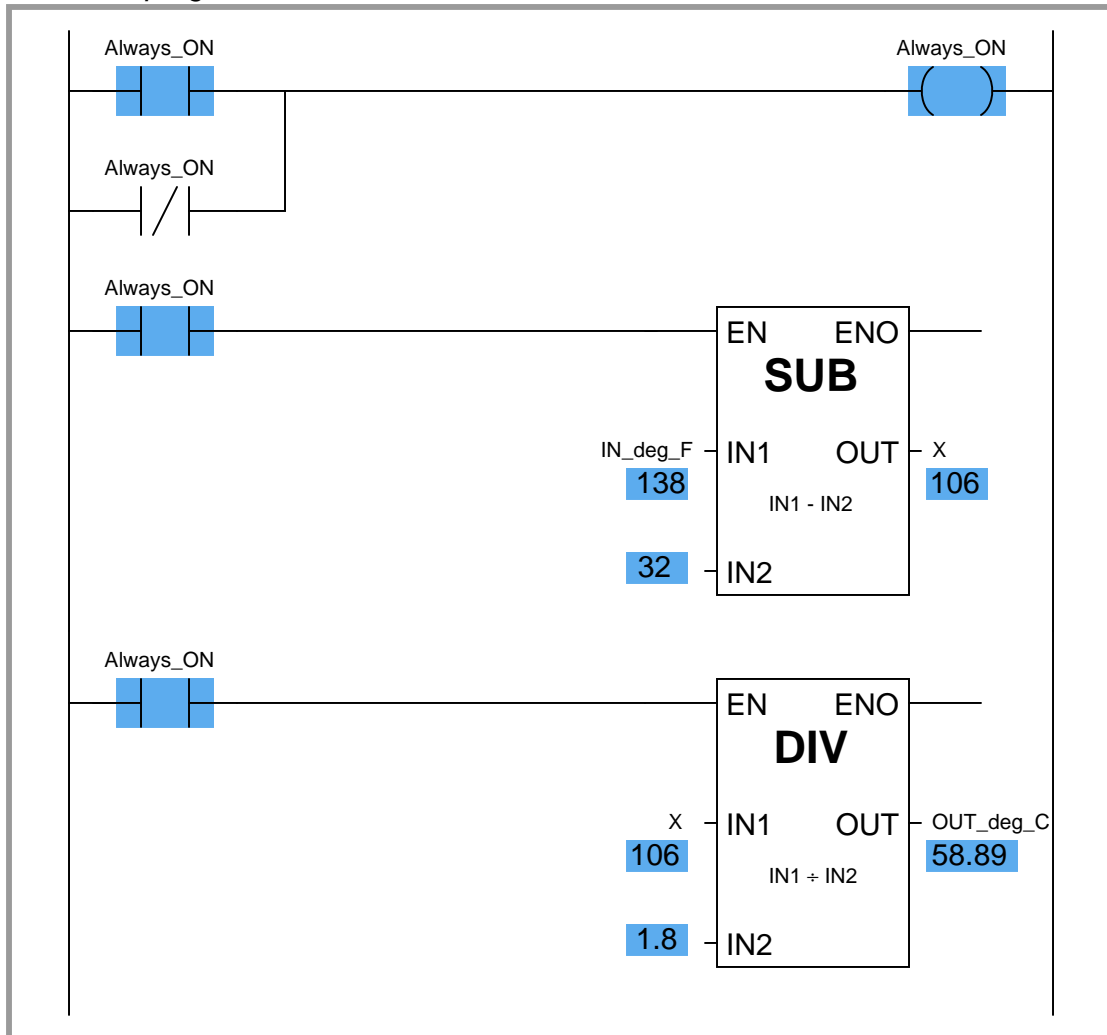 Always_ON Always_ON
Always_ON
Always_ON
EN ENO
SUB
IN_deg_F IN1 OUT X
138 106
IN1 - IN2
32 IN2
Always_ON
EN ENO
DIV
X IN1 OUT OUT_deg_C
106 58.89
IN1 ÷ IN2
1.8 IN2